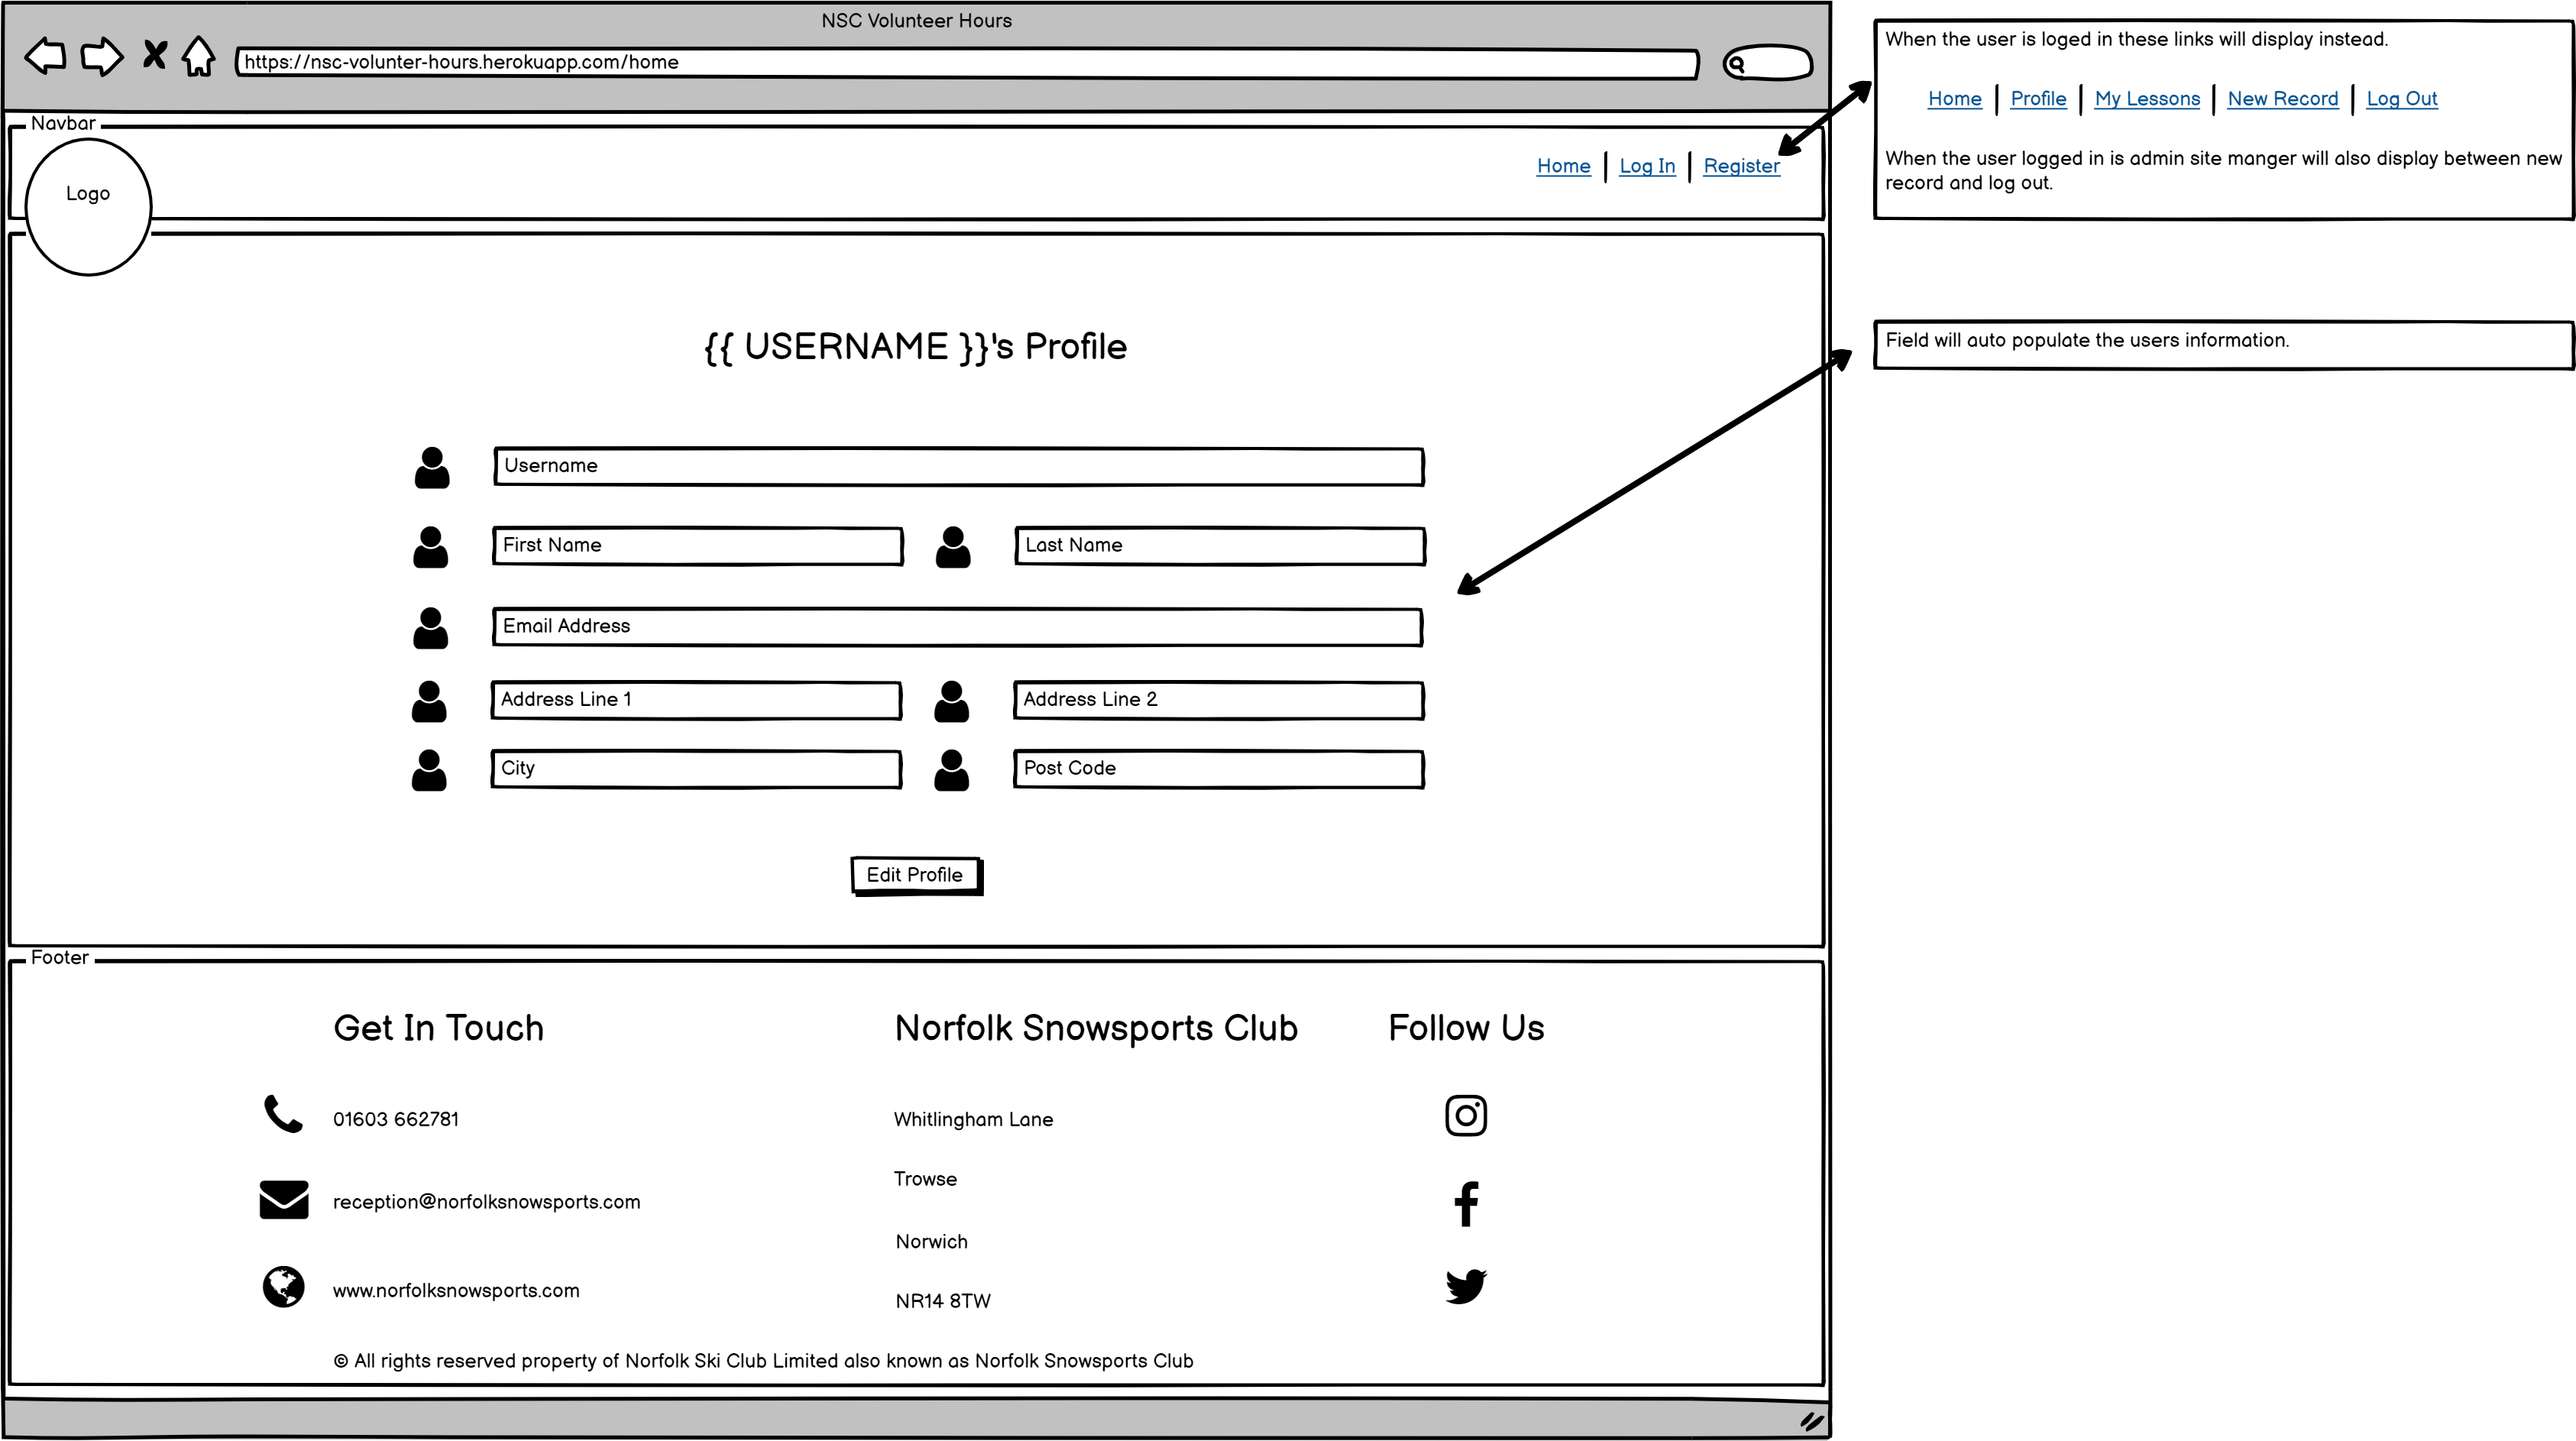 NSC Volunteer Hours
https://nsc-volunter-hours.herokuapp.com/home
Navbar
Logo
Home | Log In | Register
When the user is loged in these links will display instead.
Home | Profile | My Lessons | New Record | Log Out
When the user logged in is admin site manger will also display between new
record and log out.
{{ USERNAME }}'s Profile
Field will auto populate the users information.
Username
First Name
Last Name
Email Address
Address Line 1
Address Line 2
City
Post Code
Edit Profile
Footer
Get In Touch
01603 662781
reception@norfolksnowsports.com
www.norfolksnowsports.com
Norfolk Snowsports Club
Whitlingham Lane
Trowse
Norwich
NR14 8TW
Follow Us
© All rights reserved property of Norfolk Ski Club Limited also known as Norfolk Snowsports Club